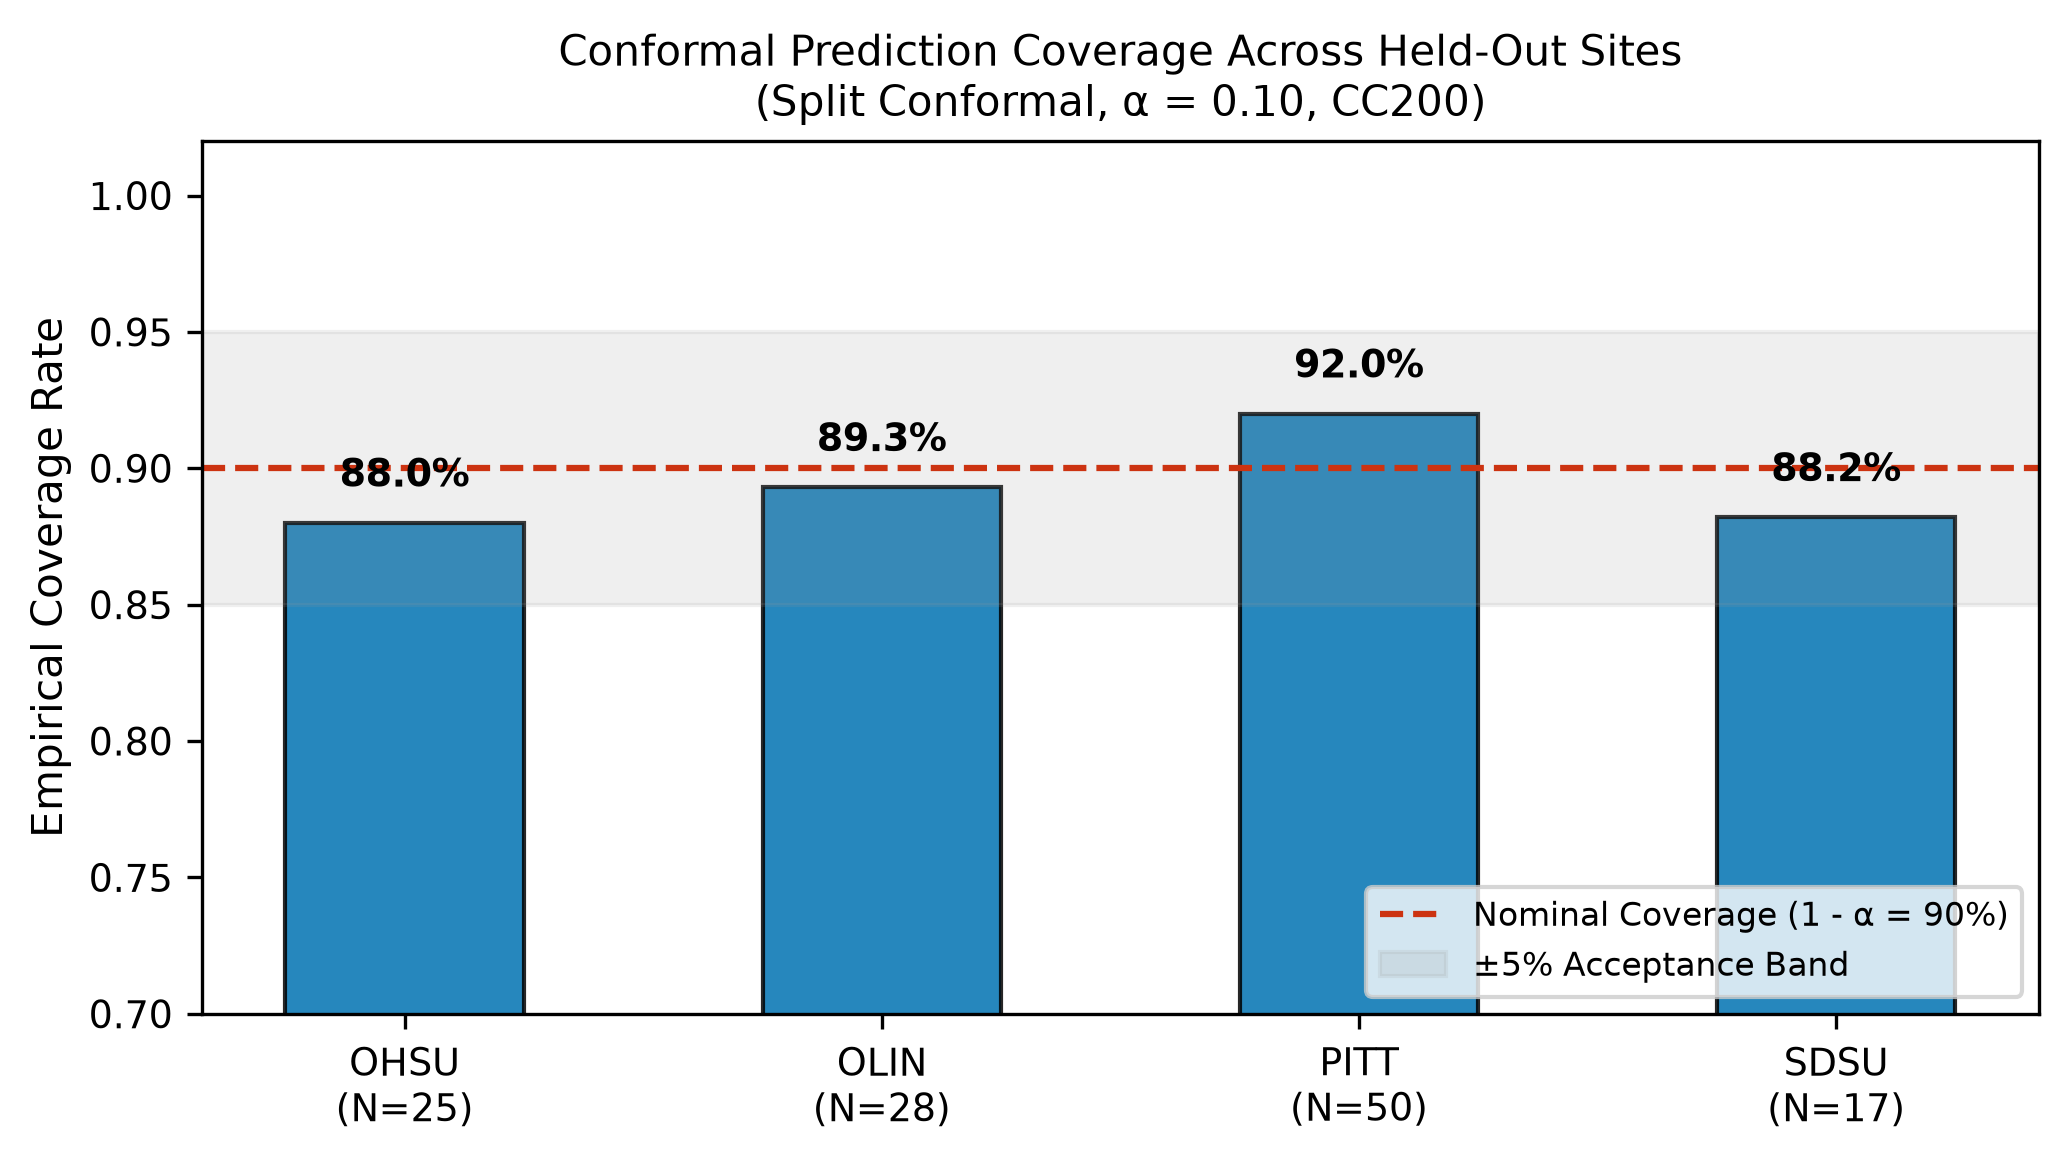 Conformal Prediction Coverage Across Held-Out Sites
(Split Conformal, α = 0.10, CC200)
Empirical Coverage Rate
1.00
0.95
0.90
0.85
0.80
0.75
0.70
88.0%
89.3%
92.0%
88.2%
Nominal Coverage (1 - α = 90%)
±5% Acceptance Band
OHSU
(N=25)
OLIN
(N=28)
PITT
(N=50)
SDSU
(N=17)